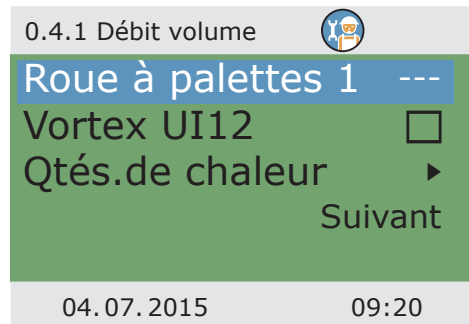 0.4.1 Débit volume
Roue à palettes 1 ---
Vortex UI12
Qtés.de chaleur
Suivant
04.07.2015 09:20